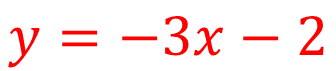 y = −3x − 2